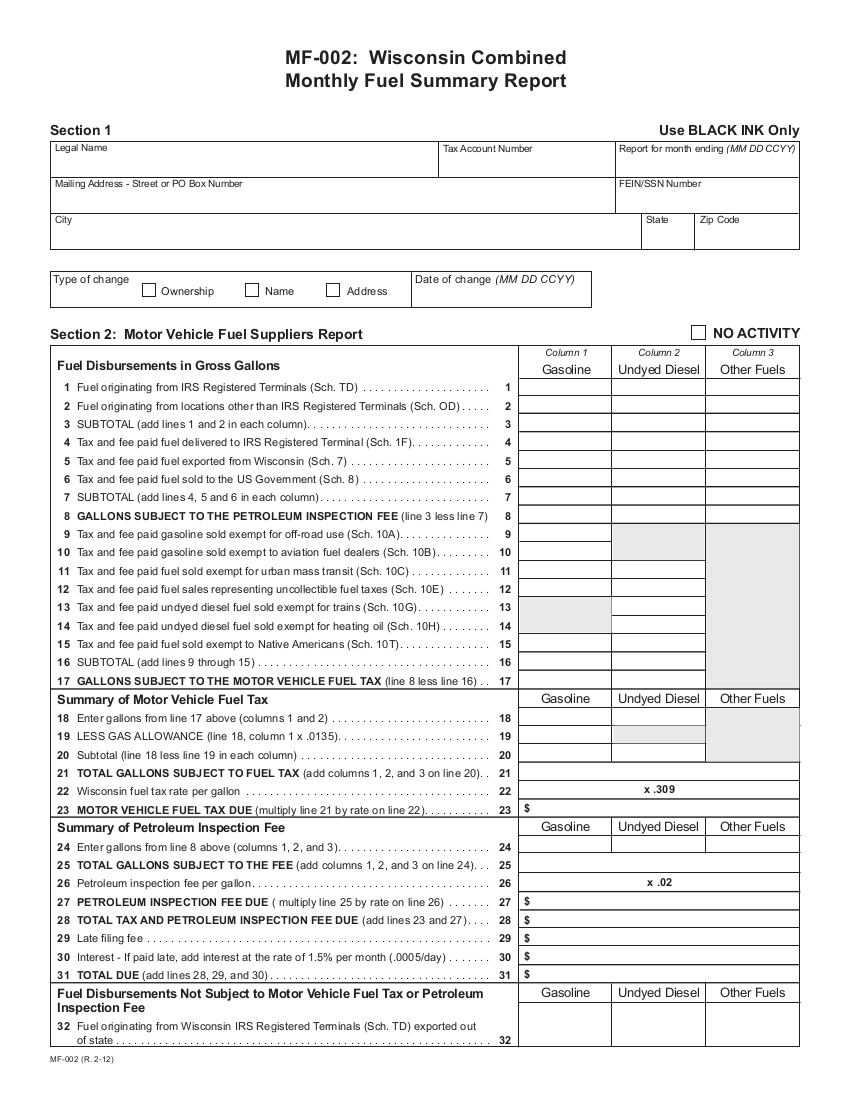 MF-002: Wisconsin Combined
Monthly Fuel Summary Report
Section 1
Use BLACK INK Only
Legal Name
Tax Account Number
Report for month ending (MM DD CCYY)
Mailing Address - Street or PO Box Number
FEIN/SSN Number
City
State
Zip Code
Type of change
Ownership
Name
Address
Date of change (MM DD CCYY)
Section 2: Motor Vehicle Fuel Suppliers Report
NO ACTIVITY
Column 1 Column 2 Column 3
Fuel Disbursements in Gross Gallons
Gasoline Undyed Diesel Other Fuels
1 Fuel originating from IRS Registered Terminals (Sch. TD) . . . . . . . . . . . . . . . . . . . . . 1
2 Fuel originating from locations other than IRS Registered Terminals (Sch. OD) . . . . . 2
3 SUBTOTAL (add lines 1 and 2 in each column). . . . . . . . . . . . . . . . . . . . . . . . . . . . . . 3
4 Tax and fee paid fuel delivered to IRS Registered Terminal (Sch. 1F). . . . . . . . . . . . . 4
5 Tax and fee paid fuel exported from Wisconsin (Sch. 7) . . . . . . . . . . . . . . . . . . . . . . . 5
6 Tax and fee paid fuel sold to the US Government (Sch. 8) . . . . . . . . . . . . . . . . . . . . . 6
7 SUBTOTAL (add lines 4, 5 and 6 in each column). . . . . . . . . . . . . . . . . . . . . . . . . . . . 7
8 GALLONS SUBJECT TO THE PETROLEUM INSPECTION FEE (line 3 less line 7) 8
9 Tax and fee paid gasoline sold exempt for off-road use (Sch. 10A) . . . . . . . . . . . . . . . 9
10 Tax and fee paid gasoline sold exempt to aviation fuel dealers (Sch. 10B) . . . . . . . . . 10
11 Tax and fee paid fuel sold exempt for urban mass transit (Sch. 10C) . . . . . . . . . . . . . 11
12 Tax and fee paid fuel sales representing uncollectible fuel taxes (Sch. 10E) . . . . . . . . 12
13 Tax and fee paid undyed diesel fuel sold exempt for trains (Sch. 10G) . . . . . . . . . . . . 13
14 Tax and fee paid undyed diesel fuel sold exempt for heating oil (Sch. 10H) . . . . . . . . 14
15 Tax and fee paid fuel sold exempt to Native Americans (Sch. 10T). . . . . . . . . . . . . . . 15
16 SUBTOTAL (add lines 9 through 15) . . . . . . . . . . . . . . . . . . . . . . . . . . . . . . . . . . . . . . 16
17 GALLONS SUBJECT TO THE MOTOR VEHICLE FUEL TAX (line 8 less line 16) . . 17
Summary of Motor Vehicle Fuel Tax
Gasoline Undyed Diesel Other Fuels
18 Enter gallons from line 17 above (columns 1 and 2) . . . . . . . . . . . . . . . . . . . . . . . . . . 18
19 LESS GAS ALLOWANCE (line 18, column 1 x .0135). . . . . . . . . . . . . . . . . . . . . . . . . 19
20 Subtotal (line 18 less line 19 in each column) . . . . . . . . . . . . . . . . . . . . . . . . . . . . . . . 20
21 TOTAL GALLONS SUBJECT TO FUEL TAX (add columns 1, 2, and 3 on line 20). . 21
22 Wisconsin fuel tax rate per gallon . . . . . . . . . . . . . . . . . . . . . . . . . . . . . . . . . . . . . . . . 22 x .309
23 MOTOR VEHICLE FUEL TAX DUE (multiply line 21 by rate on line 22). . . . . . . . . . . 23 $
Summary of Petroleum Inspection Fee
Gasoline Undyed Diesel Other Fuels
24 Enter gallons from line 8 above (columns 1, 2, and 3). . . . . . . . . . . . . . . . . . . . . . . . . 24
25 TOTAL GALLONS SUBJECT TO THE FEE (add columns 1, 2, and 3 on line 24). . . 25
26 Petroleum inspection fee per gallon. . . . . . . . . . . . . . . . . . . . . . . . . . . . . . . . . . . . . . . 26 x .02
27 PETROLEUM INSPECTION FEE DUE ( multiply line 25 by rate on line 26) . . . . . . . 27 $
28 TOTAL TAX AND PETROLEUM INSPECTION FEE DUE (add lines 23 and 27). . . . 28 $
29 Late filing fee . . . . . . . . . . . . . . . . . . . . . . . . . . . . . . . . . . . . . . . . . . . . . . . . . . . . . . . . 29 $
30 Interest - If paid late, add interest at the rate of 1.5% per month (.0005/day) . . . . . . . 30 $
31 TOTAL DUE (add lines 28, 29, and 30) . . . . . . . . . . . . . . . . . . . . . . . . . . . . . . . . . . . . 31 $
Fuel Disbursements Not Subject to Motor Vehicle Fuel Tax or Petroleum
Inspection Fee
Gasoline Undyed Diesel Other Fuels
32 Fuel originating from Wisconsin IRS Registered Terminals (Sch. TD) exported out
of state . . . . . . . . . . . . . . . . . . . . . . . . . . . . . . . . . . . . . . . . . . . . . . . . . . . . . . . . . . . . . 32
MF-002 (R. 2-12)